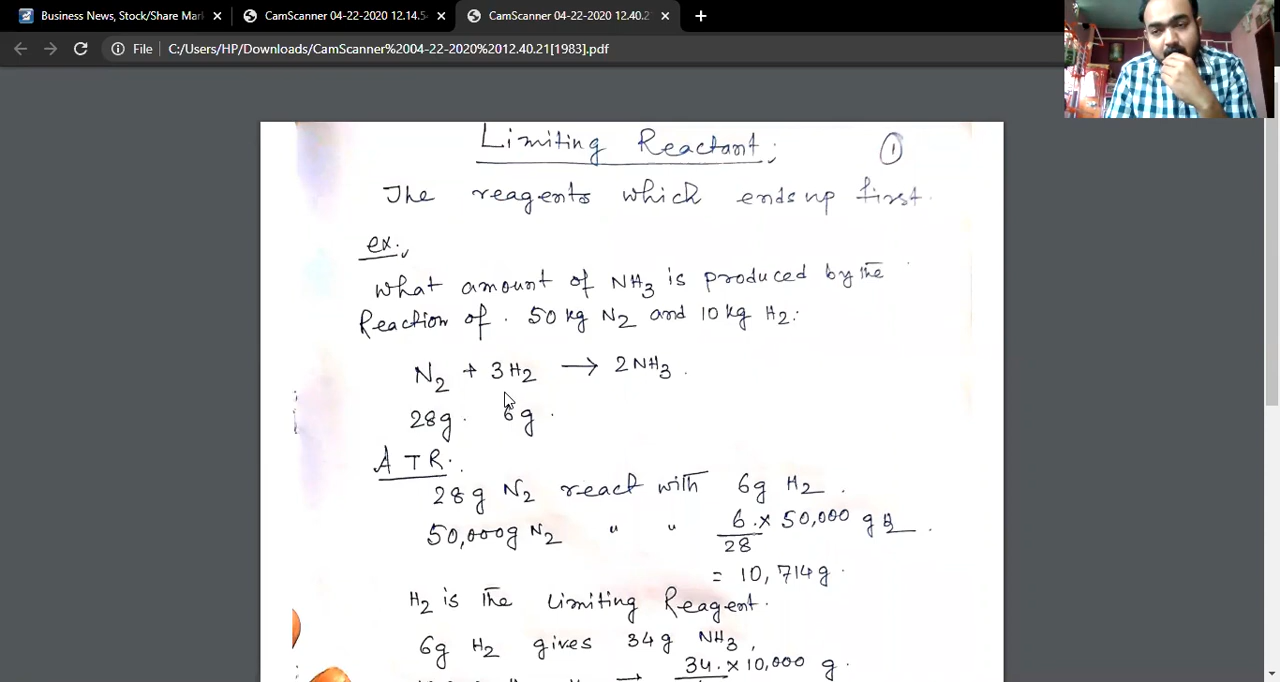 Business News, Stock/Share Mar
CamScanner 04-22-2020 12.14.5
CamScanner 04-22-2020 12.40.2
File C:/Users/HP/Downloads/CamScanner%2004-22-2020%2012.40.21[1983].pdf
Limiting Reactant: 1
The reagents which ends up first.
ex:
What amount of NH3 is produced by the
Reaction of 50 kg N2 and 10 kg H2:
N2 + 3H2 → 2NH3.
28g. 6g.
ATR:
28g N2 react with 6g H2.
50,000g N2 " " 6 × 50,000 g H2.
28
= 10,714g.
H2 is the Limiting Reagent.
6g H2 gives 34g NH3,
34 × 10,000 g.